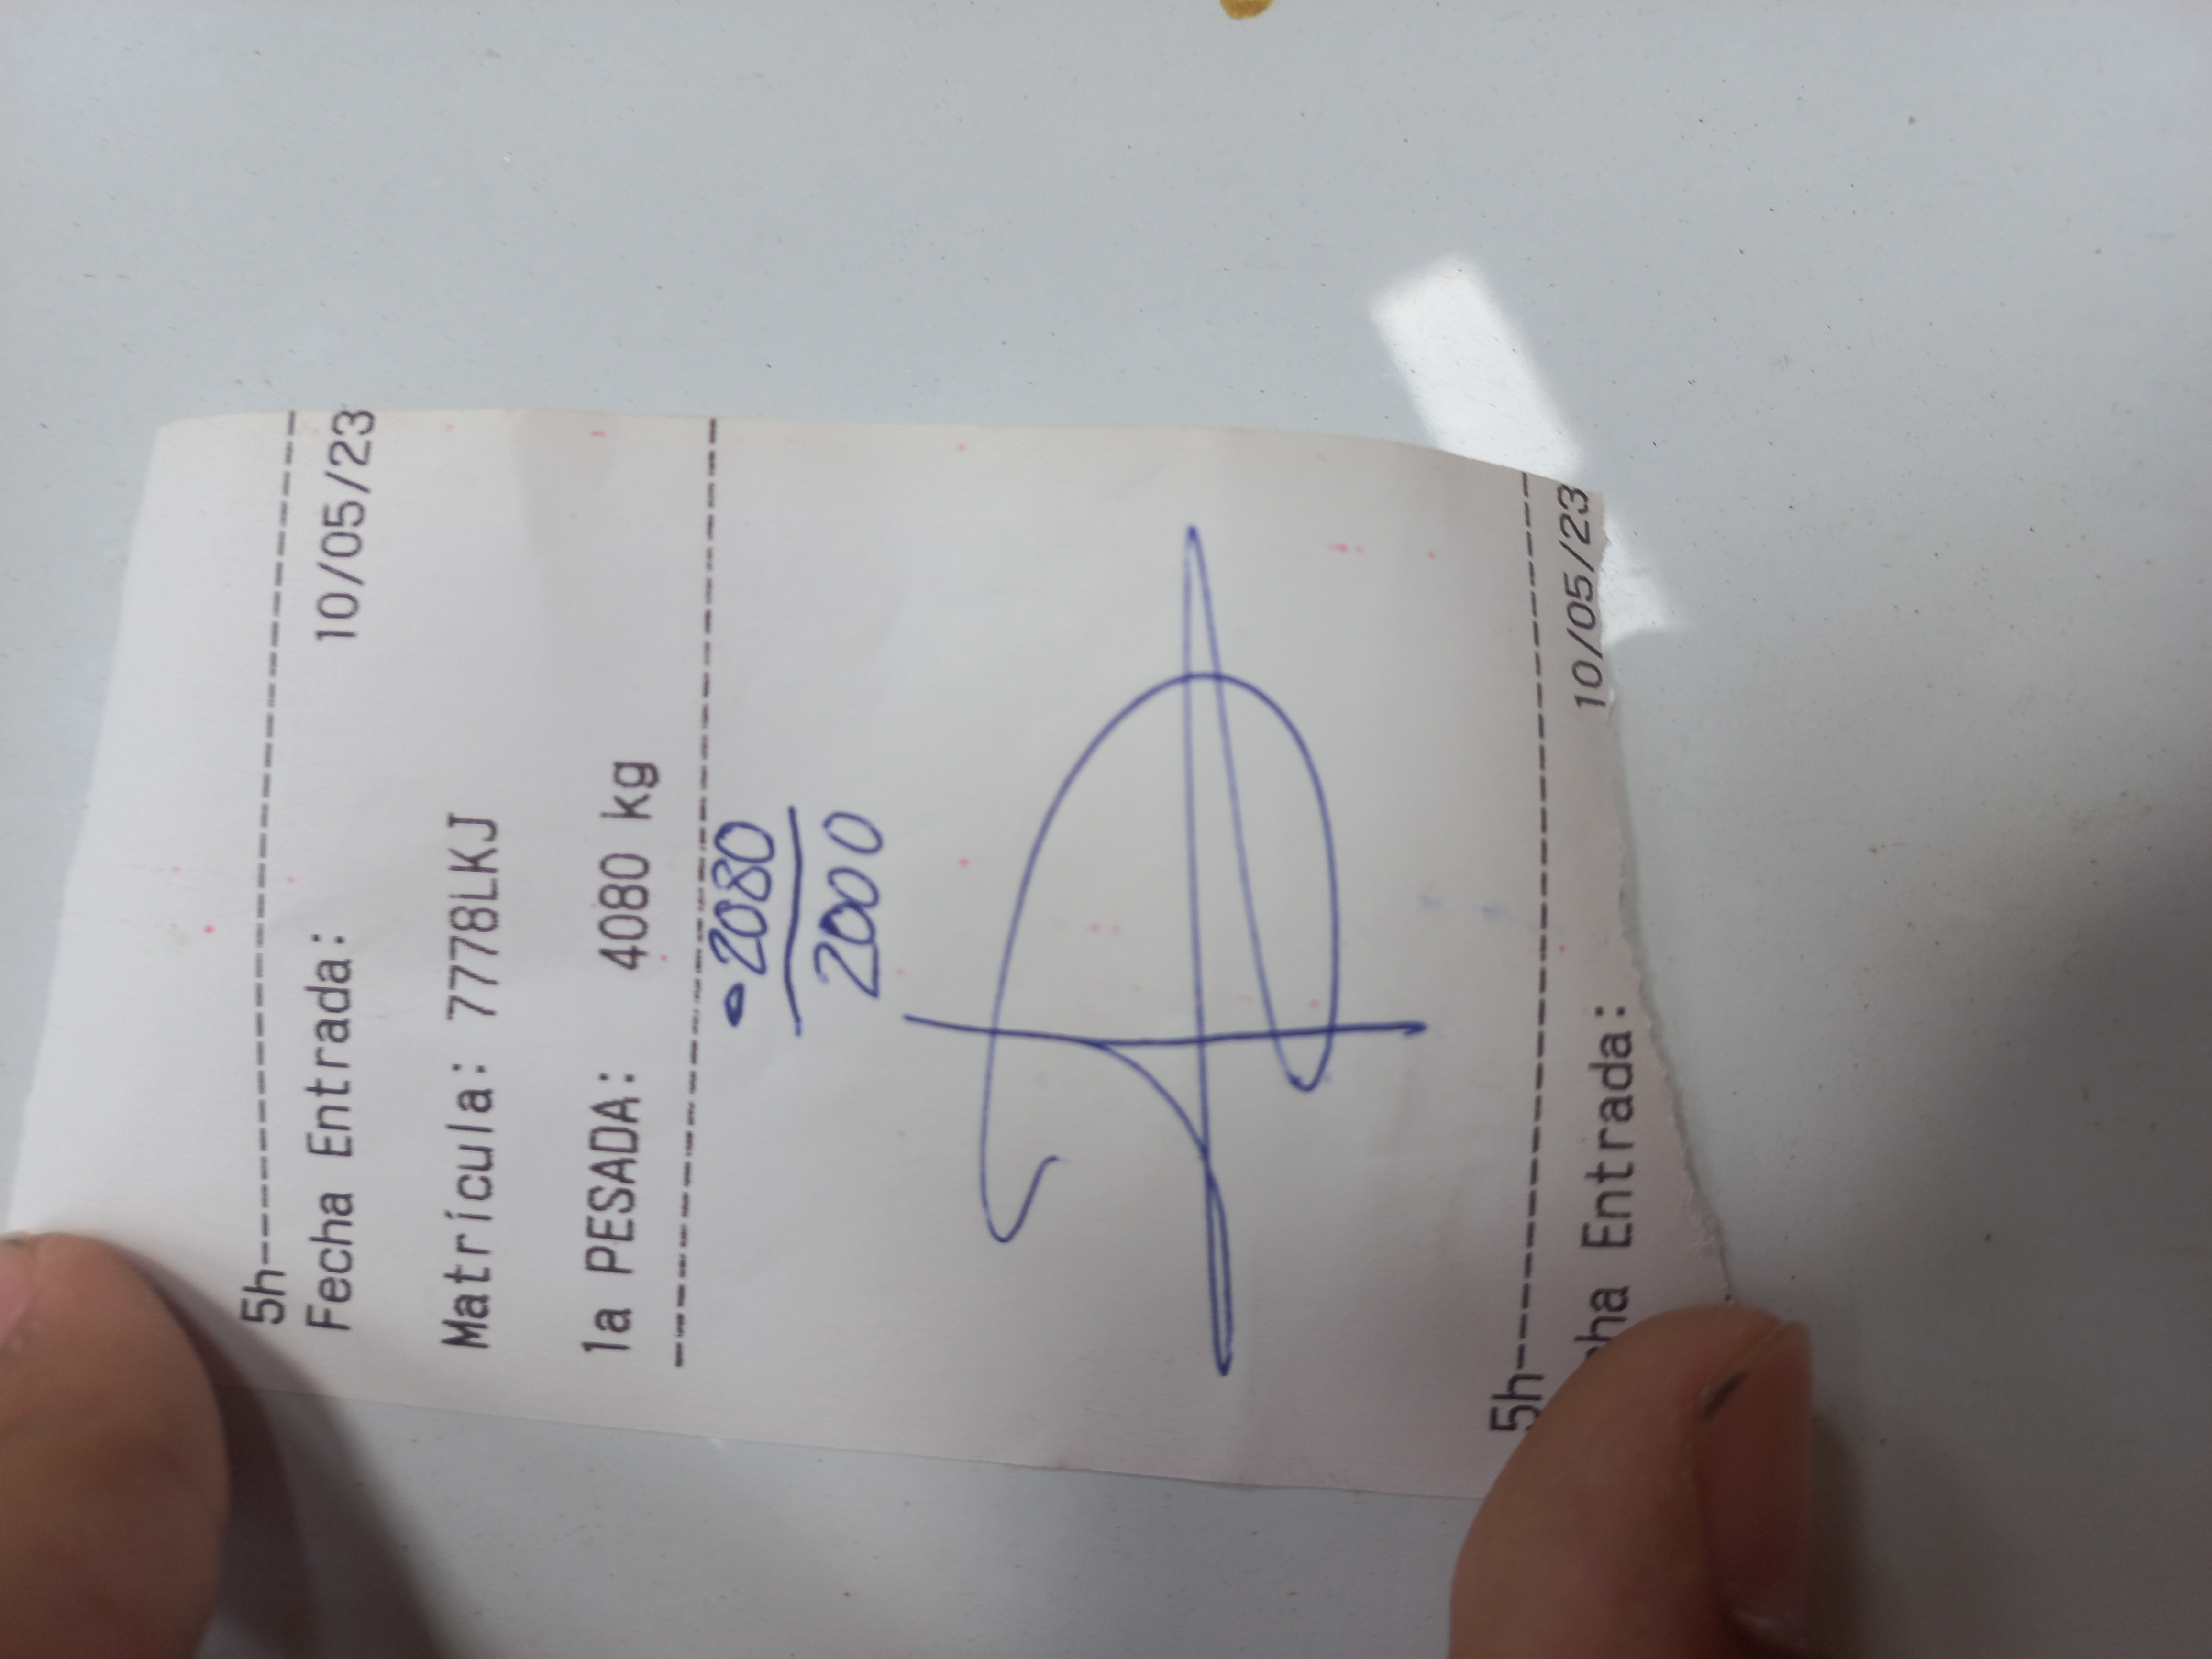 5h--------------------------
Fecha Entrada: 10/05/23
Matrícula: 7778LKJ
1a PESADA: 4080 kg
----------------------------
- 2080
2000
5h--------------------------
ha Entrada: 10/05/23